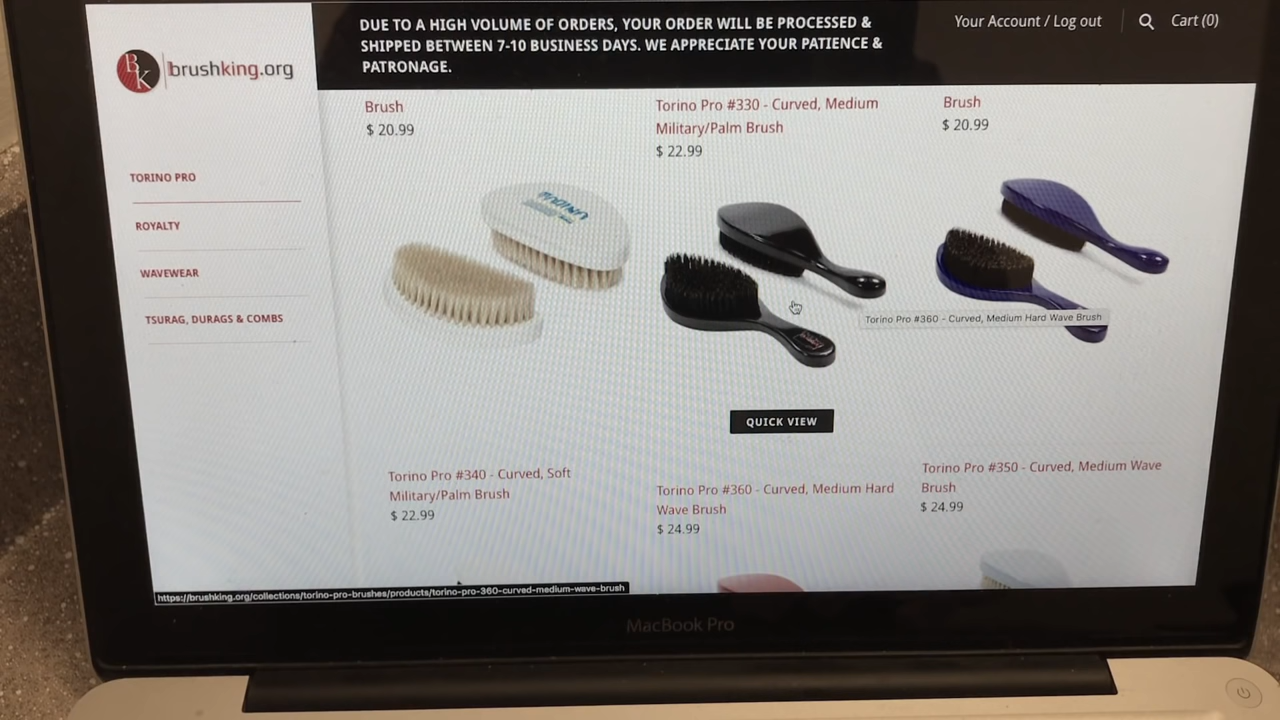 DUE TO A HIGH VOLUME OF ORDERS, YOUR ORDER WILL BE PROCESSED &
SHIPPED BETWEEN 7-10 BUSINESS DAYS. WE APPRECIATE YOUR PATIENCE &
PATRONAGE.
Your Account / Log out
Cart (0)
BK
brushking.org
TORINO PRO
ROYALTY
WAVEWEAR
TSURAG, DURAGS & COMBS
Brush
$ 20.99
Torino Pro #330 - Curved, Medium
Military/Palm Brush
$ 22.99
Brush
$ 20.99
Torino Pro #360 - Curved, Medium Hard Wave Brush
QUICK VIEW
Torino Pro #340 - Curved, Soft
Military/Palm Brush
$ 22.99
Torino Pro #360 - Curved, Medium Hard
Wave Brush
$ 24.99
Torino Pro #350 - Curved, Medium Wave
Brush
$ 24.99
https://brushking.org/collections/torino-pro-brushes/products/torino-pro-360-curved-medium-wave-brush
MacBook Pro